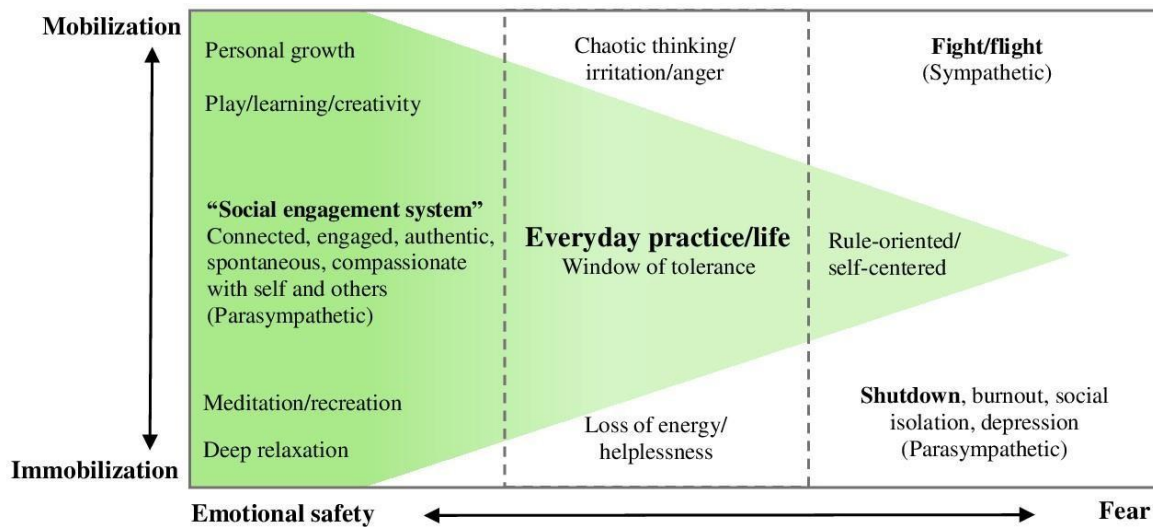 Mobilization
Personal growth
Play/learning/creativity
“Social engagement system”
Connected, engaged, authentic,
spontaneous, compassionate
with self and others
(Parasympathetic)
Meditation/recreation
Deep relaxation
Immobilization
Chaotic thinking/
irritation/anger
Everyday practice/life
Window of tolerance
Loss of energy/
helplessness
Fight/flight
(Sympathetic)
Rule-oriented/
self-centered
Shutdown, burnout, social
isolation, depression
(Parasympathetic)
Emotional safety
Fear